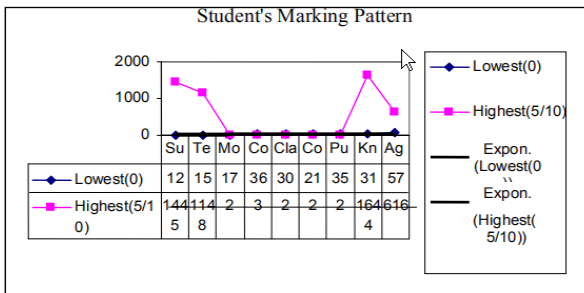 Student's Marking Pattern
2000
1000
0
Su Te Mo Co Cla Co Pu Kn Ag
Lowest(0) 12 15 17 36 30 21 35 31 57
Highest(5/1 144 114 2 3 2 2 2 164 616
0) 5 8 4
Lowest(0)
Highest(5/10)
Expon.
(Lowest(0
))
Expon.
(Highest(
5/10))